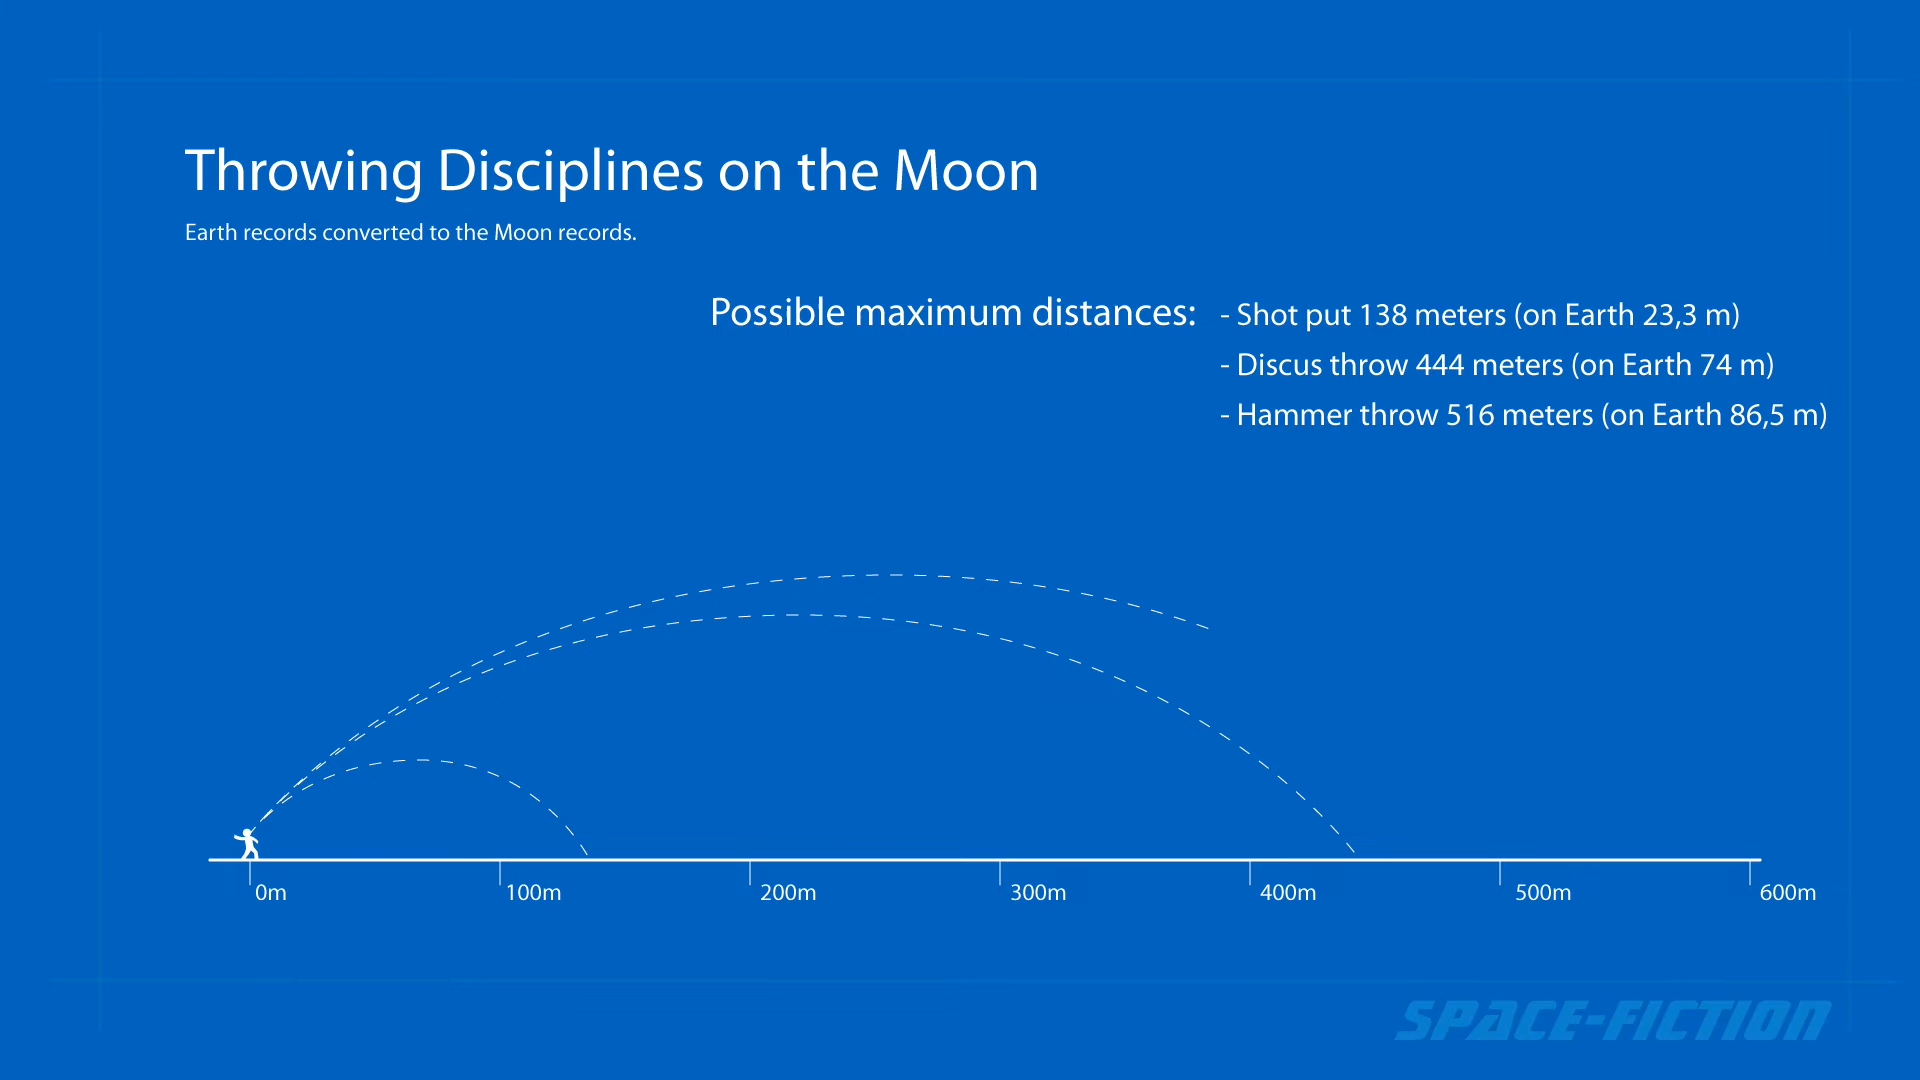 Throwing Disciplines on the Moon
Earth records converted to the Moon records.
Possible maximum distances: - Shot put 138 meters (on Earth 23,3 m)
- Discus throw 444 meters (on Earth 74 m)
- Hammer throw 516 meters (on Earth 86,5 m)
0m 100m 200m 300m 400m 500m 600m
SPACE-FICTION